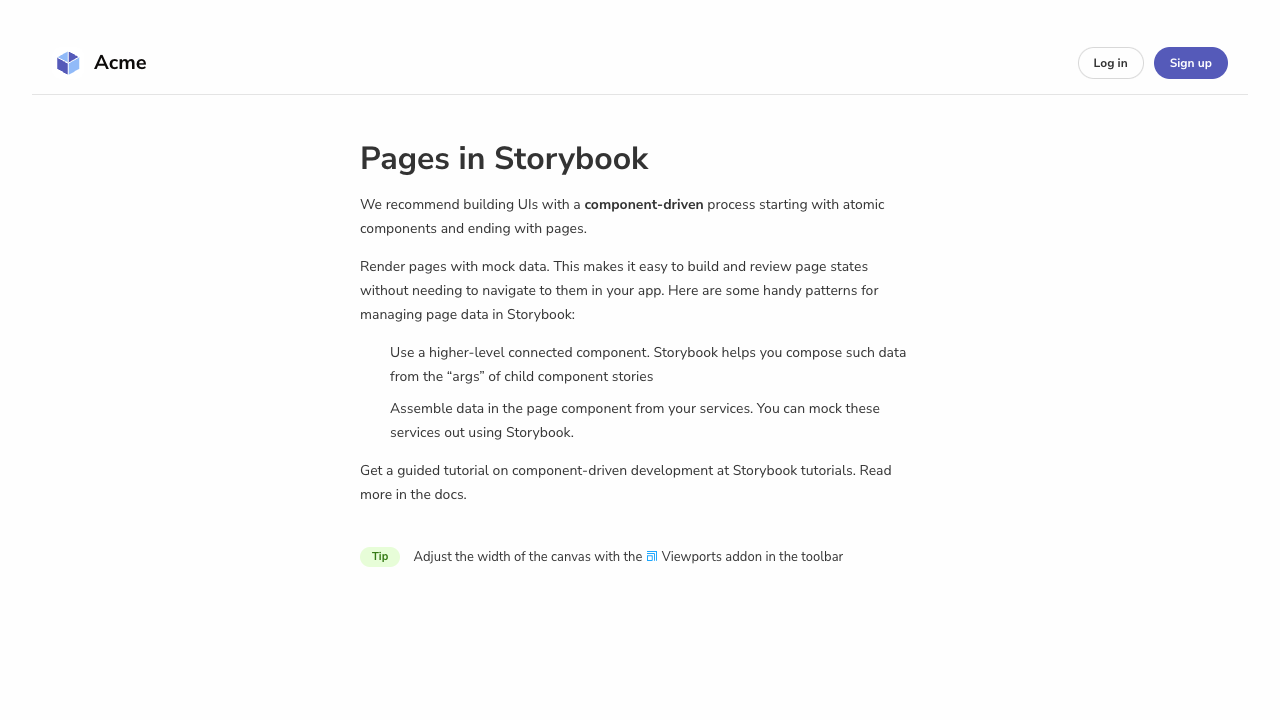 Acme
Log in
Sign up
Pages in Storybook
We recommend building UIs with a component-driven process starting with atomic
components and ending with pages.
Render pages with mock data. This makes it easy to build and review page states
without needing to navigate to them in your app. Here are some handy patterns for
managing page data in Storybook:
Use a higher-level connected component. Storybook helps you compose such data
from the “args” of child component stories
Assemble data in the page component from your services. You can mock these
services out using Storybook.
Get a guided tutorial on component-driven development at Storybook tutorials. Read
more in the docs.
Tip Adjust the width of the canvas with the Viewports addon in the toolbar